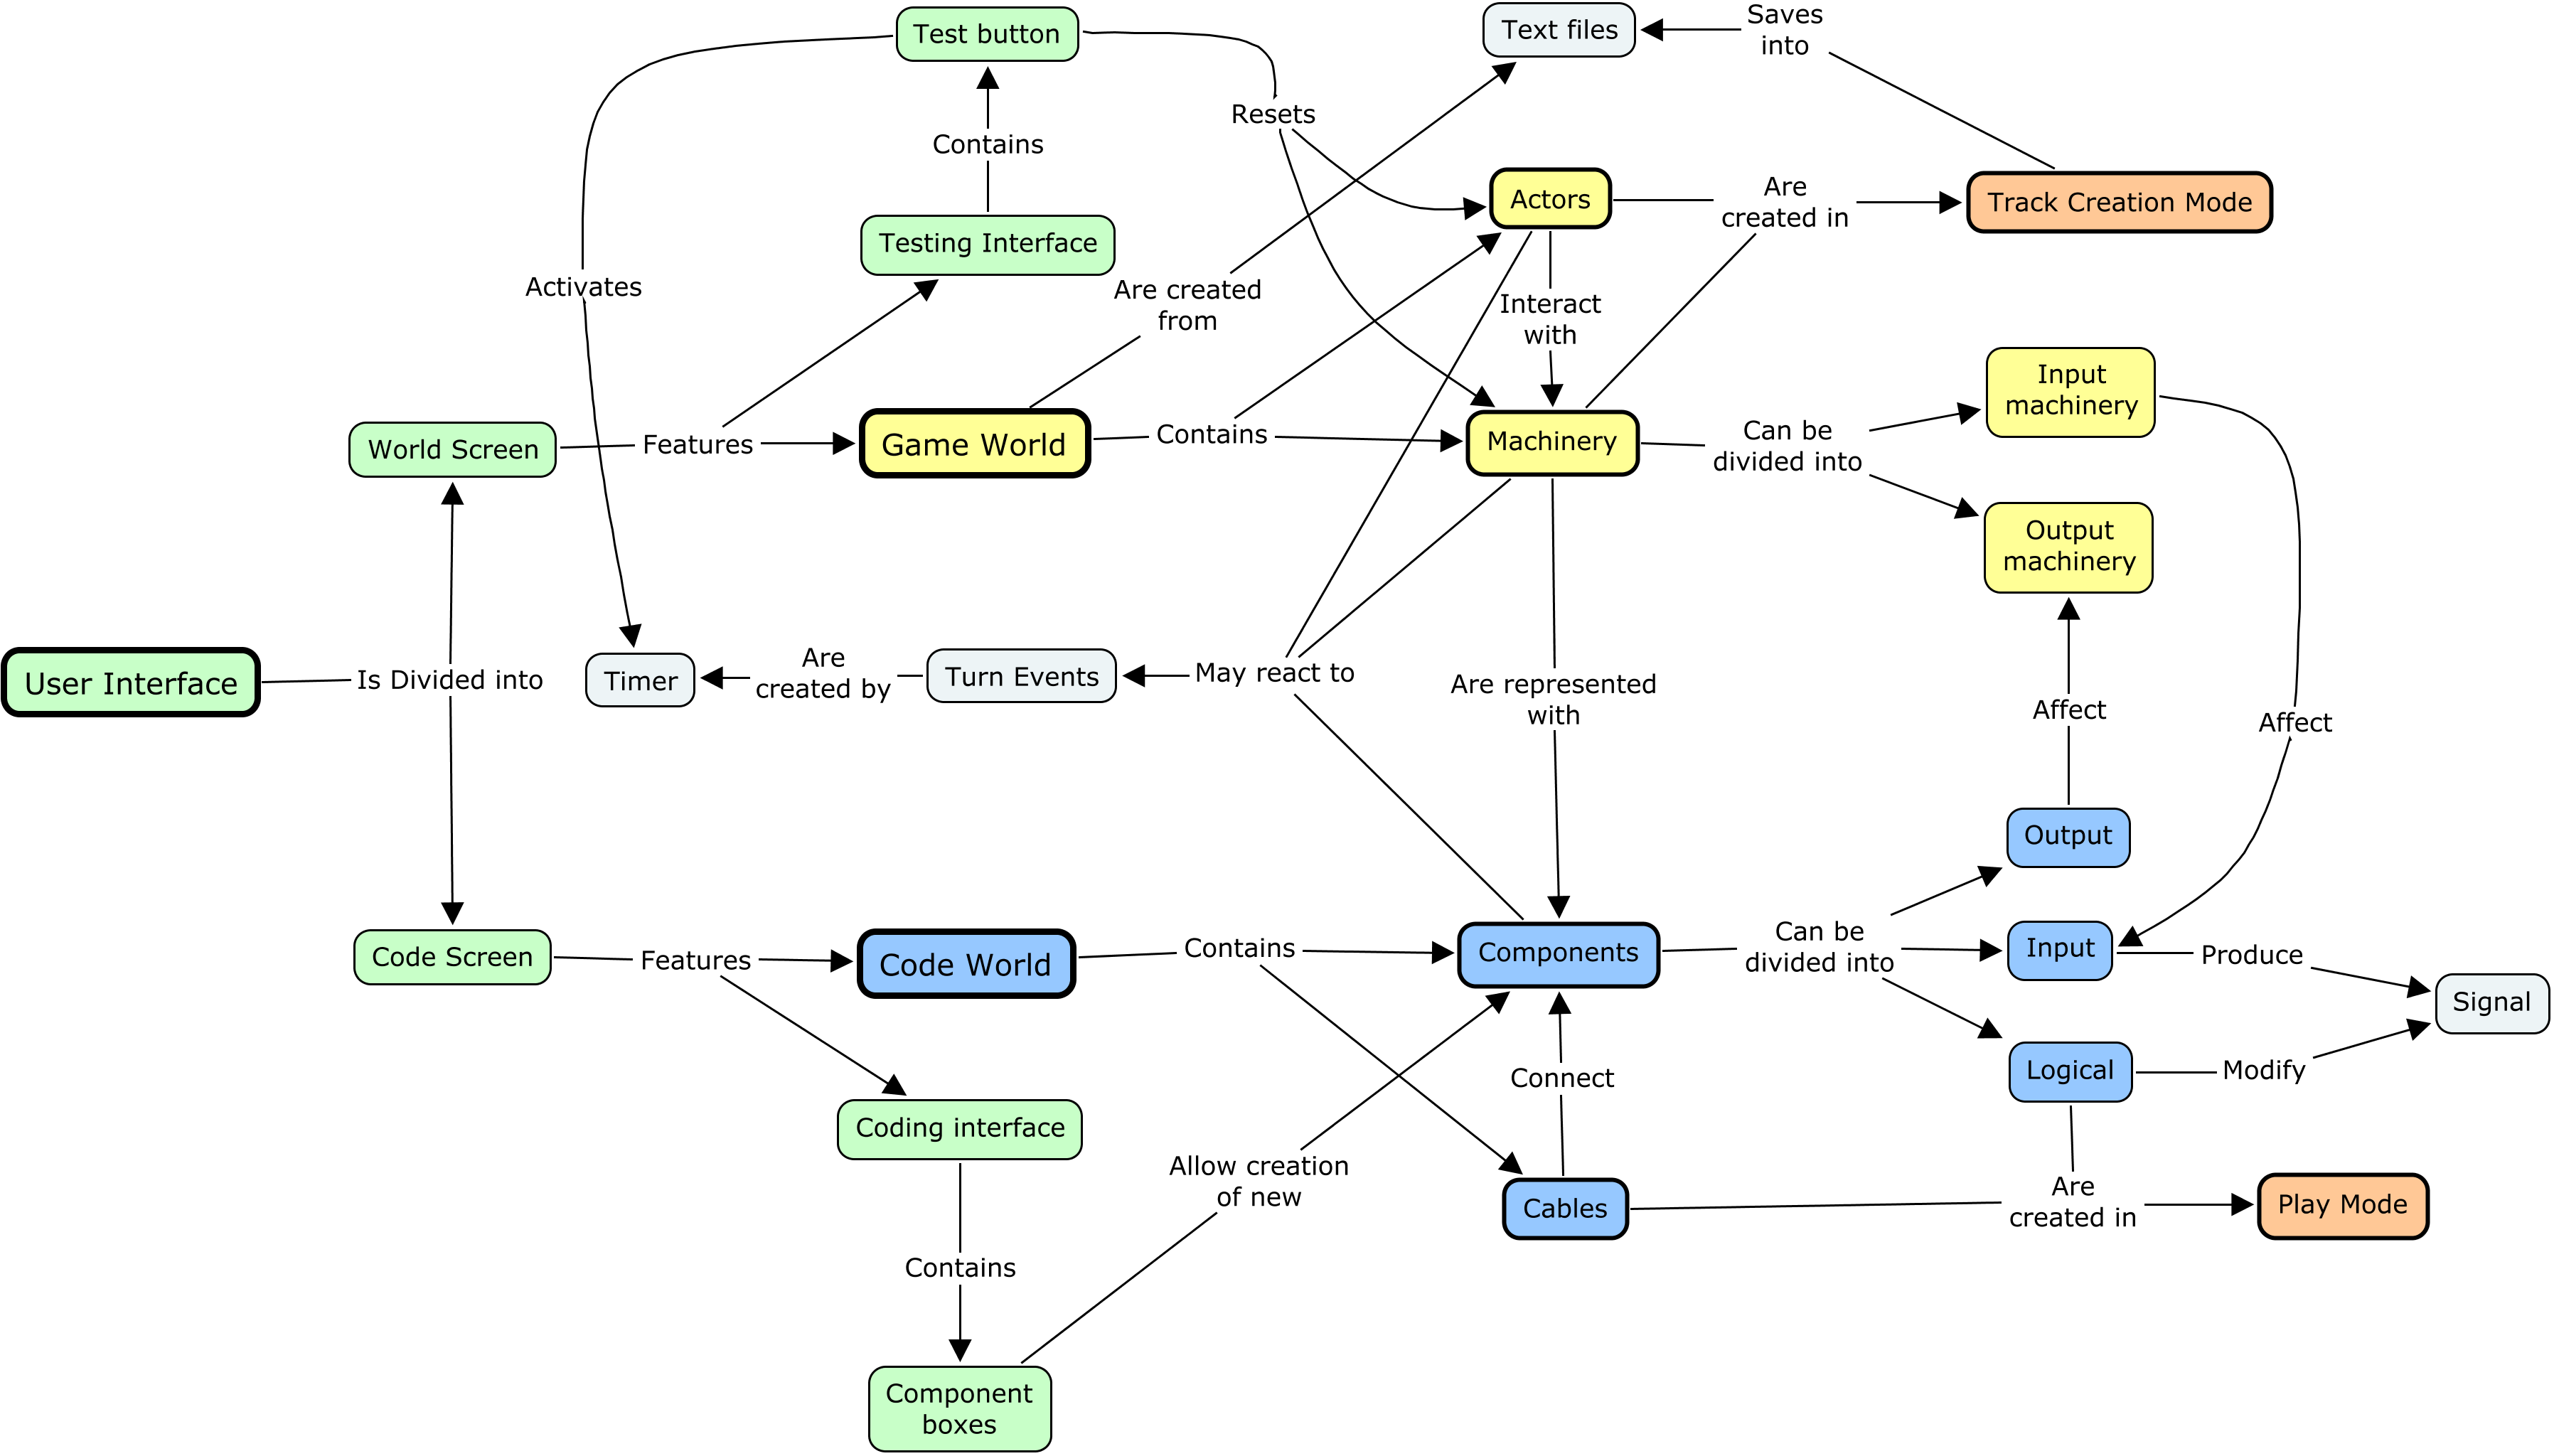 Test button
Text files
Saves
into
Resets
Contains
Actors
Are
created in
Track Creation Mode
Testing Interface
Activates
Are created
from
Interact
with
Input
machinery
World Screen
Features
Game World
Contains
Machinery
Can be
divided into
Output
machinery
User Interface
Is Divided into
Timer
Are
created by
Turn Events
May react to
Are represented
with
Affect
Affect
Output
Code Screen
Features
Code World
Contains
Components
Can be
divided into
Input
Produce
Signal
Logical
Modify
Connect
Coding interface
Allow creation
of new
Cables
Are
created in
Play Mode
Contains
Component
boxes